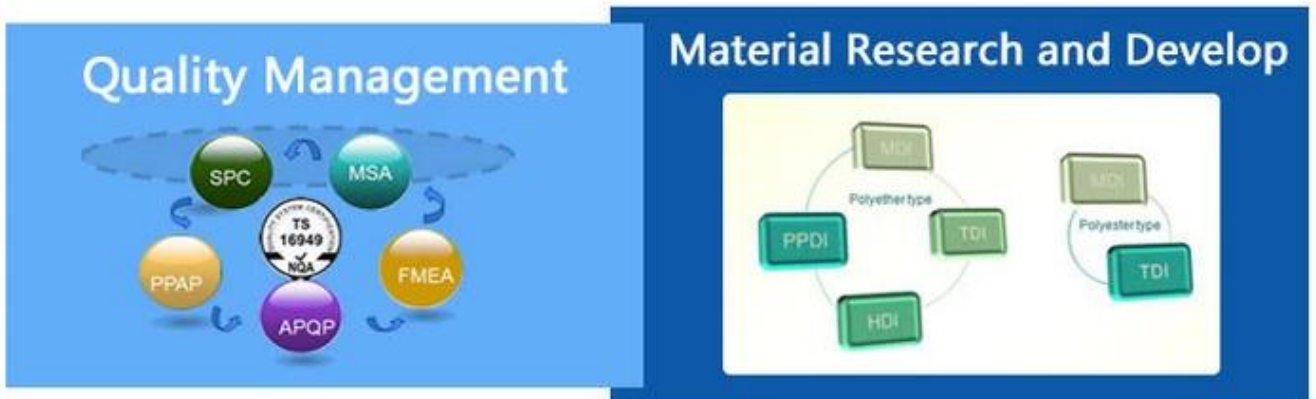 Quality Management
SPC
MSA
TS
16949
NQA
PPAP
FMEA
APQP
Material Research and Develop
MDI
Polyether type
PPDI
TDI
HDI
MDI
Polyester type
TDI